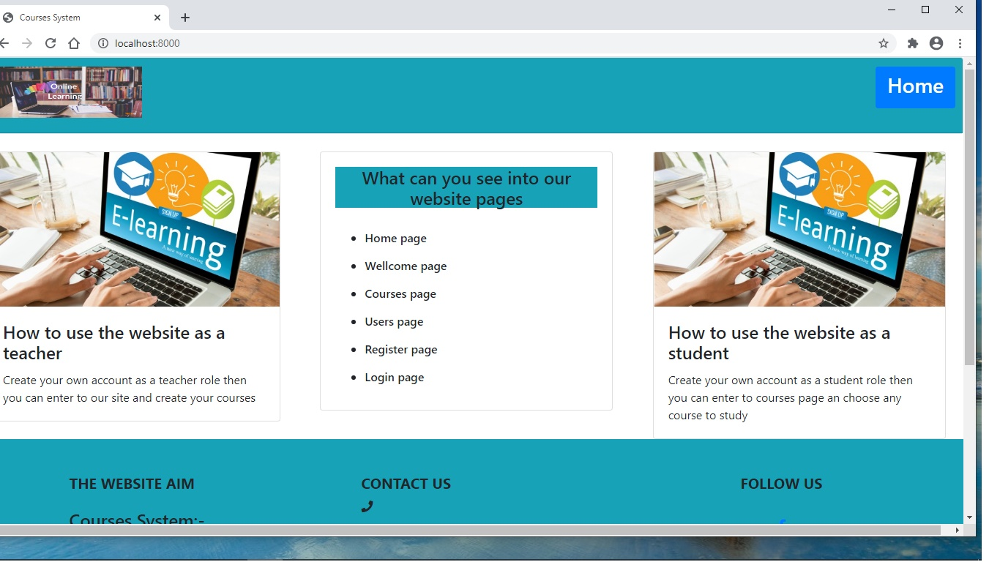 Courses System
localhost:8000
Online
Learning
Home
E-learning
A new way of learning
SIGN UP
How to use the website as a
teacher
Create your own account as a teacher role then
you can enter to our site and create your courses
What can you see into our
website pages
Home page
Wellcome page
Courses page
Users page
Register page
Login page
E-learning
A new way of learning
SIGN UP
How to use the website as a
student
Create your own account as a student role then
you can enter to courses page an choose any
course to study
THE WEBSITE AIM
Courses System:-
CONTACT US
FOLLOW US